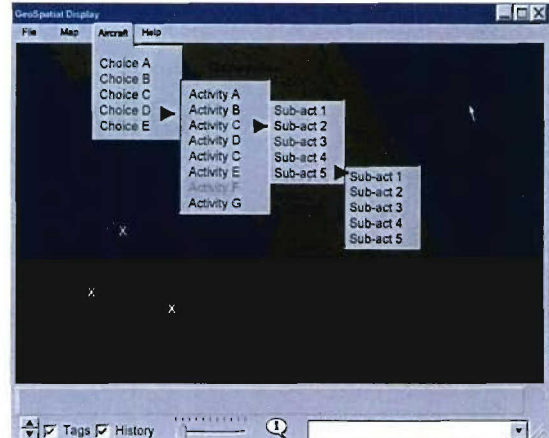 GeoSpatial Display
File Map Aircraft Help
Choice A
Choice B
Choice C
Choice D
Choice E
Activity A
Activity B
Activity C
Activity D
Activity C
Activity E
Activity F
Activity G
Sub-act 1
Sub-act 2
Sub-act 3
Sub-act 4
Sub-act 5
Sub-act 1
Sub-act 2
Sub-act 3
Sub-act 4
Sub-act 5
X
X
X
Tags History